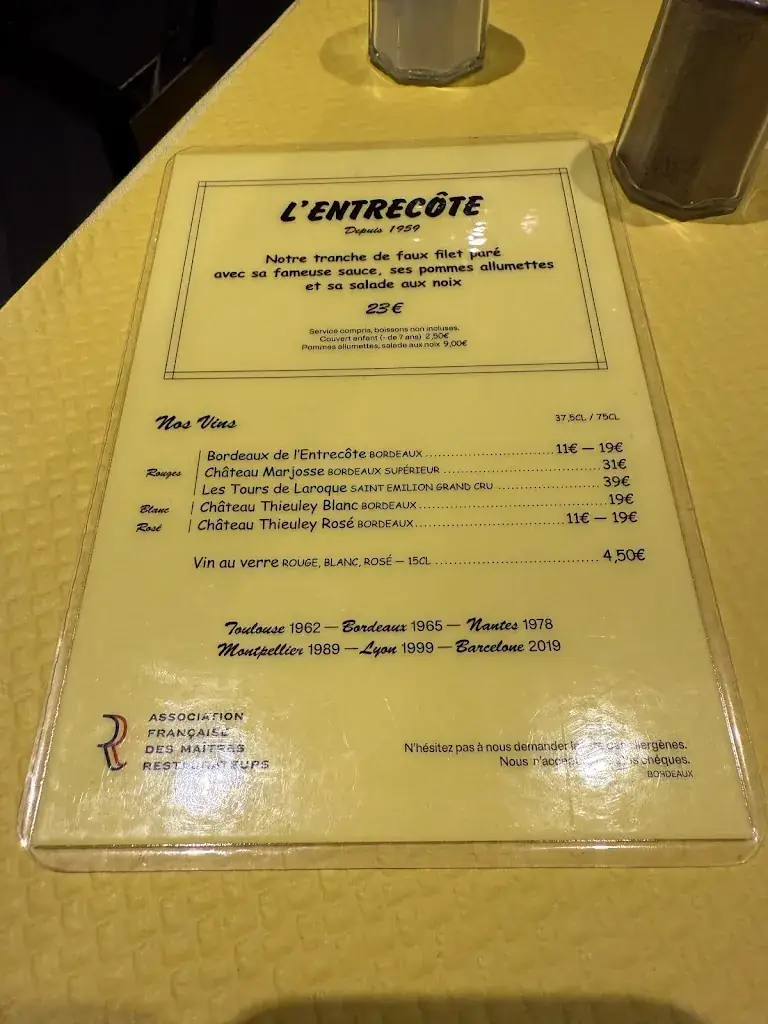 L'ENTRECÔTE
Depuis 1959
Notre tranche de faux filet paré
avec sa fameuse sauce, ses pommes allumettes
et sa salade aux noix
23€
Service compris, boissons non incluses.
Couvert enfant (- de 7 ans) 2,50€
Pommes allumettes, salade aux noix 9,00€
Nos Vins 37,5CL / 75CL
Bordeaux de l'Entrecôte BORDEAUX 11€ — 19€
Rouges Château Marjosse BORDEAUX SUPÉRIEUR 31€
Les Tours de Laroque SAINT EMILION GRAND CRU 39€
Blanc Château Thieuley Blanc BORDEAUX 19€
Rosé Château Thieuley Rosé BORDEAUX 11€ — 19€
Vin au verre ROUGE, BLANC, ROSÉ — 15CL 4,50€
Toulouse 1962 — Bordeaux 1965 — Nantes 1978
Montpellier 1989 — Lyon 1999 — Barcelone 2019
ASSOCIATION
FRANÇAISE
DES MAÎTRES
RESTAURATEURS
N'hésitez pas à nous demander allergènes.
Nous chèques.
BORDEAUX